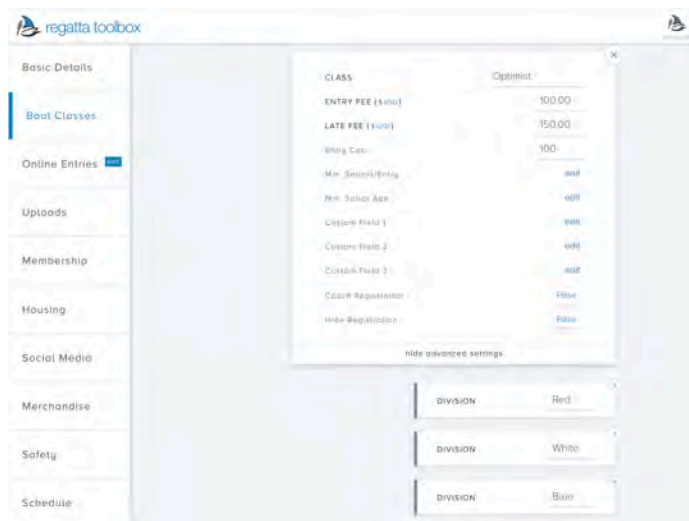 regatta toolbox
Basic Details
Boat Classes
Online Entries
Uploads
Membership
Housing
Social Media
Merchandise
Safety
Schedule
CLASS Optimist
ENTRY FEE ($USD) 100.00
LATE FEE ($USD) 150.00
Entry Cap 100
Min. Sailors/Entry edit
Min. Sailor Age edit
Custom Field 1 edit
Custom Field 2 edit
Custom Field 3 edit
Coach Registration False
Hide Registration False
hide advanced settings
DIVISION Red
DIVISION White
DIVISION Blue